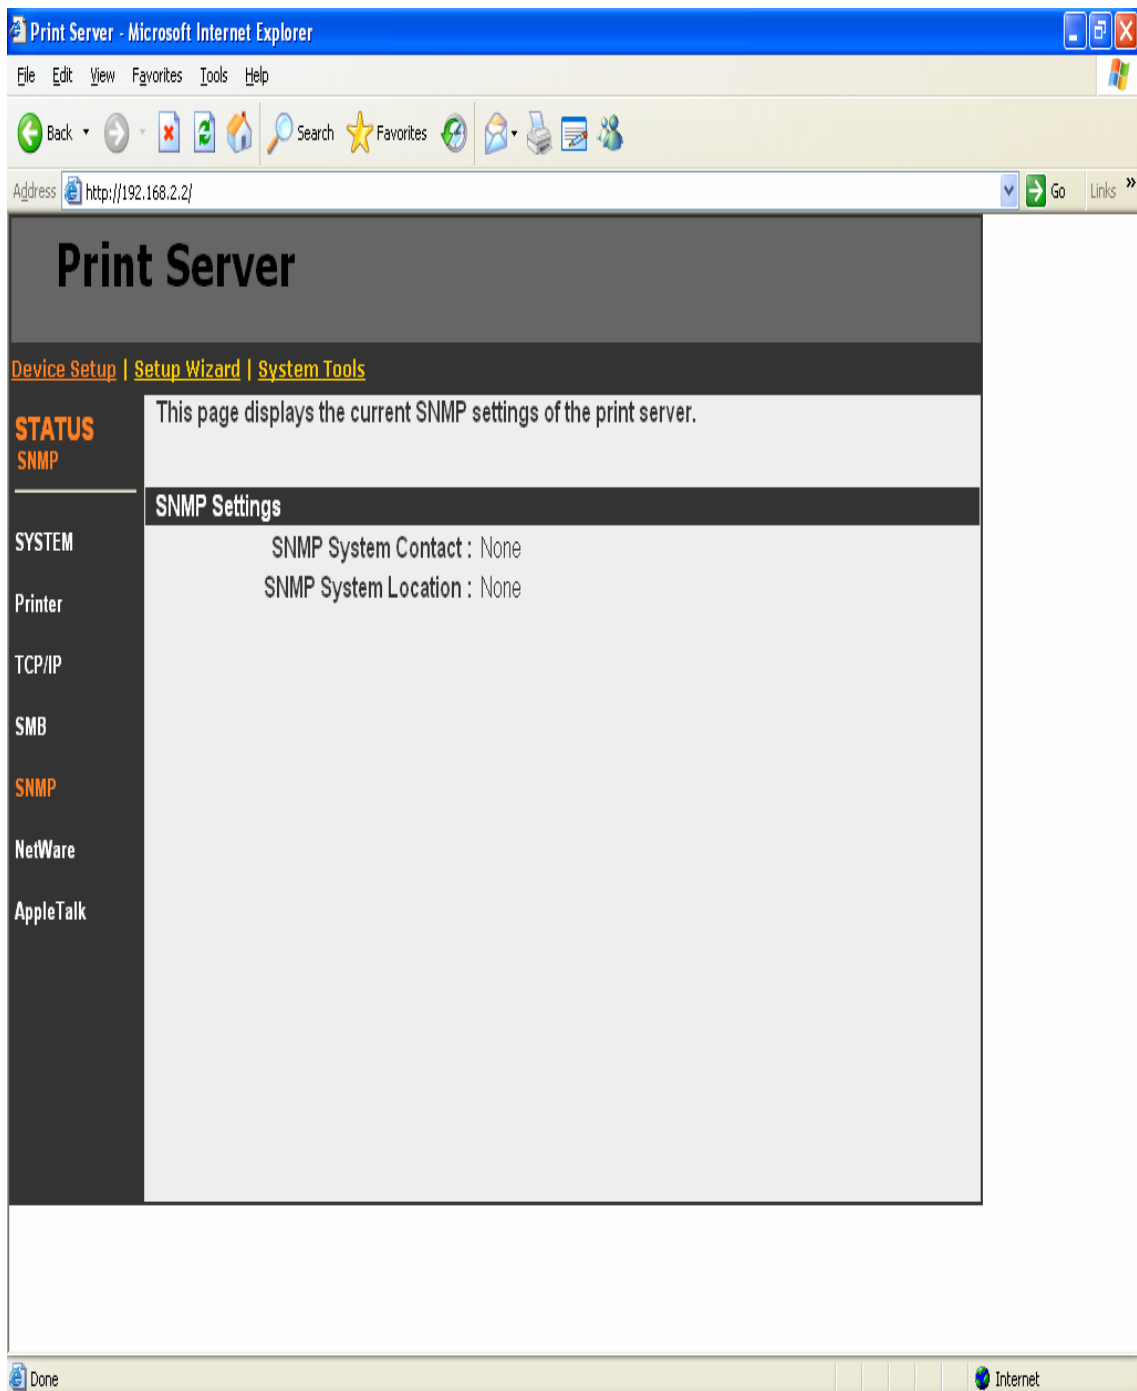 Print Server - Microsoft Internet Explorer
File Edit View Favorites Tools Help
Back Search Favorites
Address http://192.168.2.2/ Go Links »
Print Server
Device Setup | Setup Wizard | System Tools
STATUS
SNMP
This page displays the current SNMP settings of the print server.
SNMP Settings
SNMP System Contact : None
SNMP System Location : None
SYSTEM
Printer
TCP/IP
SMB
SNMP
NetWare
AppleTalk
Done Internet